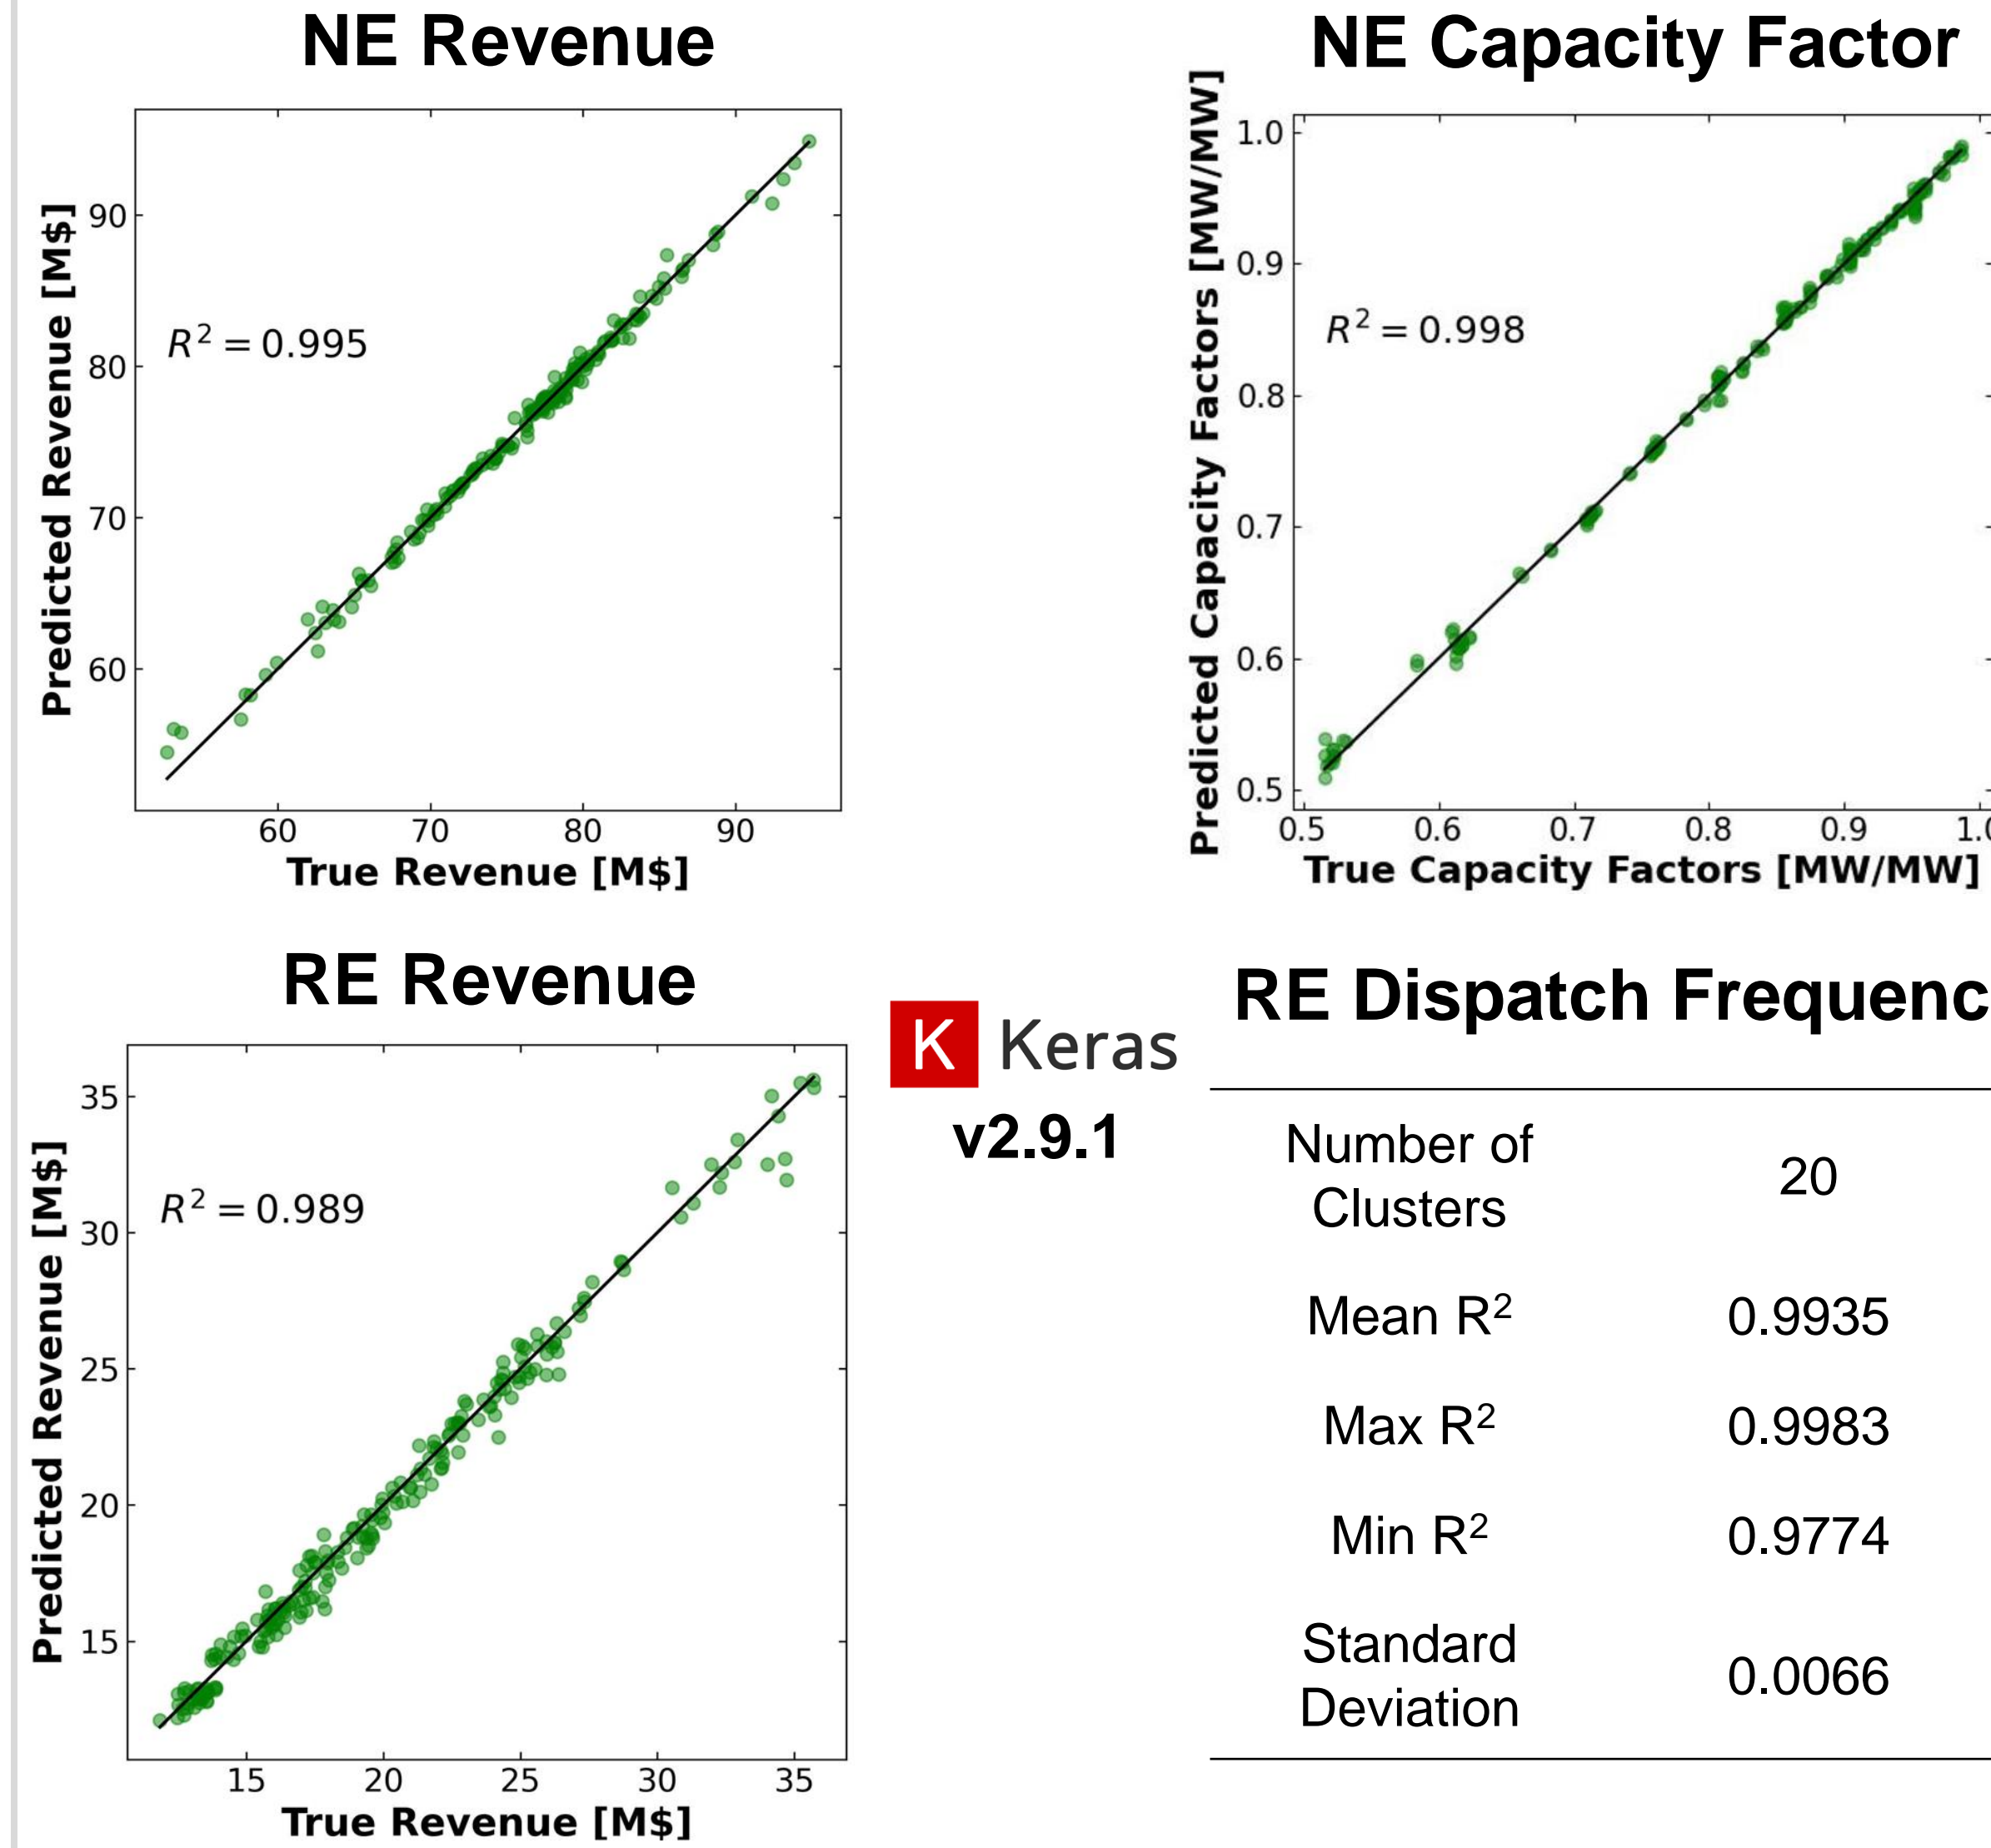 NE Revenue
Predicted Revenue [M$]
90
80
70
60
R² = 0.995
60 70 80 90
True Revenue [M$]
NE Capacity Factor
Predicted Capacity Factors [MW/MW]
1.0
0.9
0.8
0.7
0.6
0.5
R² = 0.998
0.5 0.6 0.7 0.8 0.9 1.0
True Capacity Factors [MW/MW]
RE Revenue
Predicted Revenue [M$]
35
30
25
20
15
R² = 0.989
15 20 25 30 35
True Revenue [M$]
K Keras
v2.9.1
RE Dispatch Frequenc
Number of
Clusters
20
Mean R² 0.9935
Max R² 0.9983
Min R² 0.9774
Standard
Deviation
0.0066